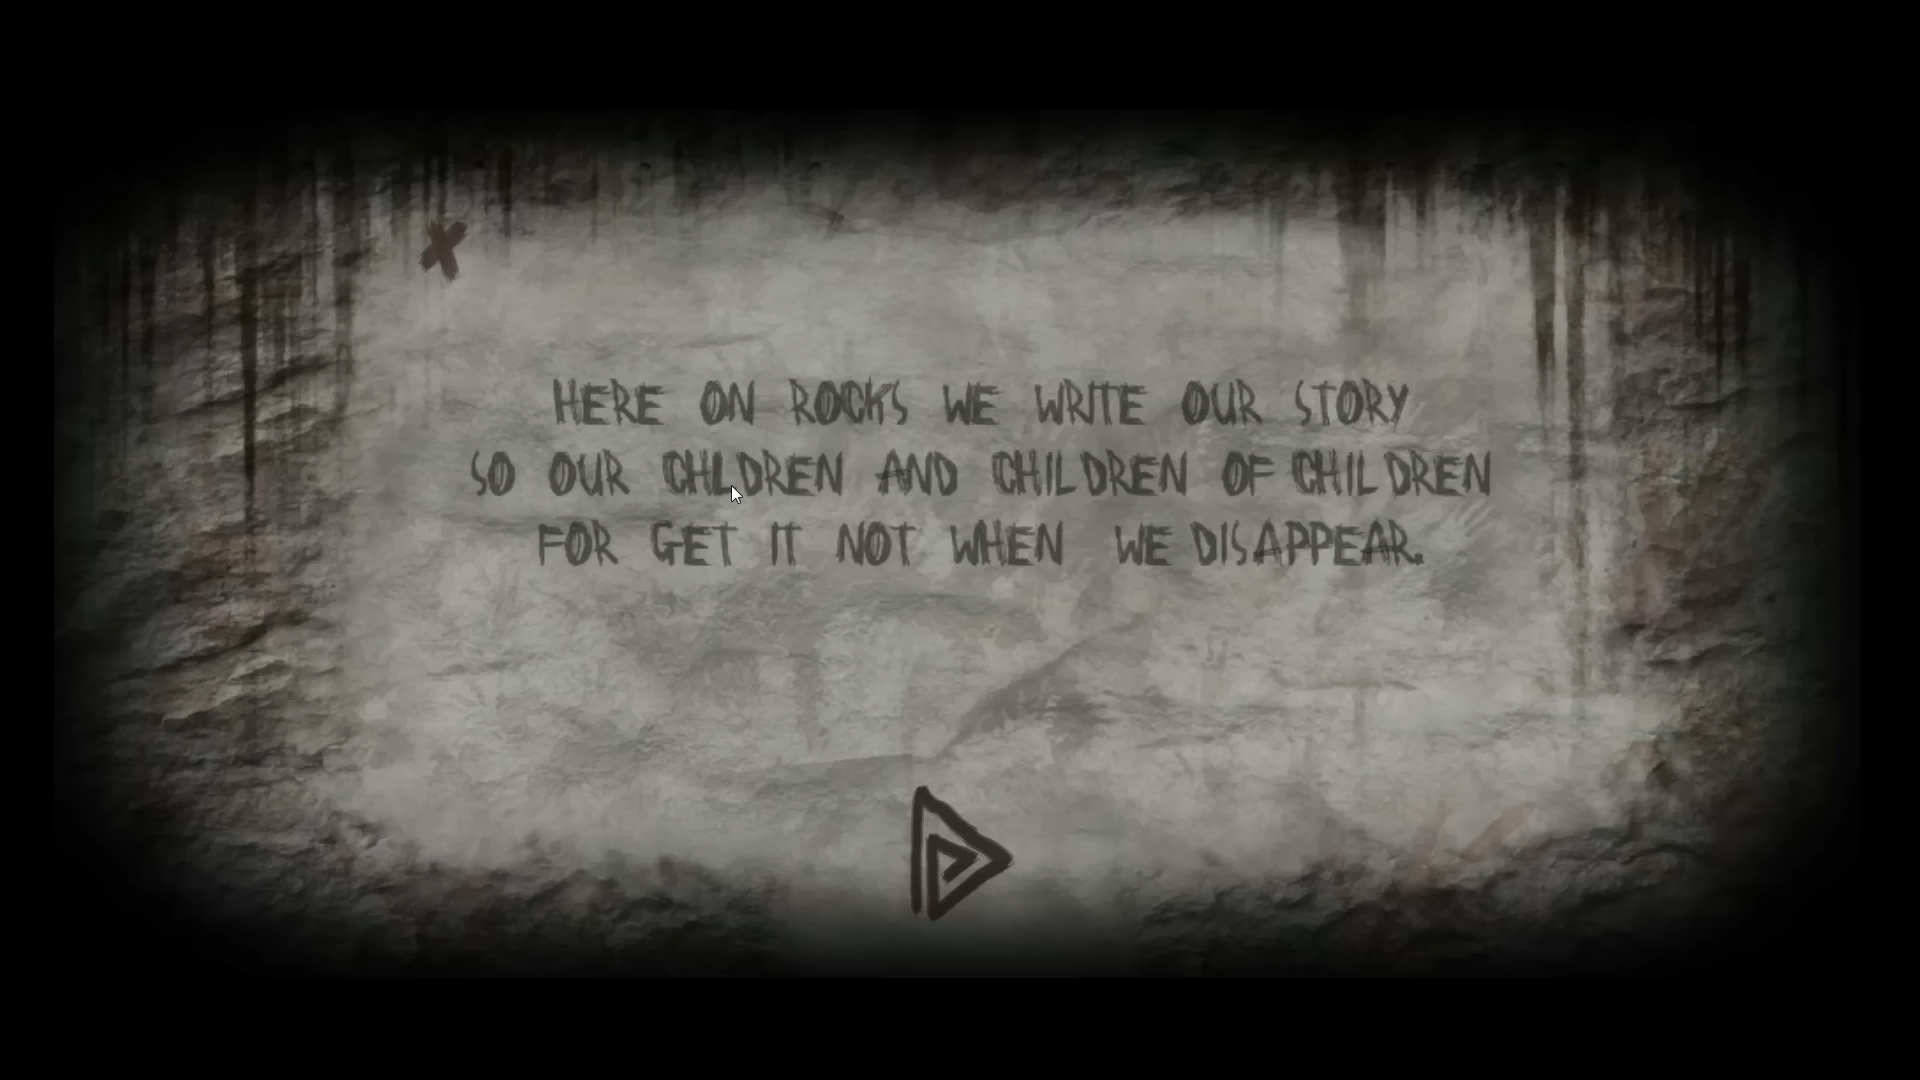 HERE ON ROCKS WE WRITE OUR STORY
SO OUR CHLDREN AND CHILDREN OF CHILDREN
FOR GET IT NOT WHEN WE DISAPPEAR.